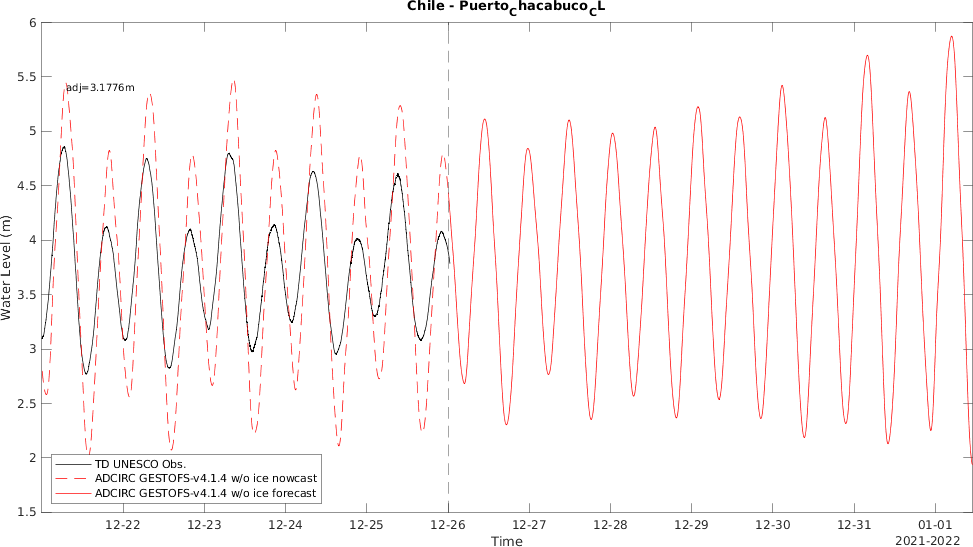 Chile - PuertoChacabucoCL
6
5.5
5
4.5
4
3.5
3
2.5
2
1.5
Water Level (m)
adj=3.1776m
TD UNESCO Obs.
ADCIRC GESTOFS-v4.1.4 w/o ice nowcast
ADCIRC GESTOFS-v4.1.4 w/o ice forecast
12-22 12-23 12-24 12-25 12-26 12-27 12-28 12-29 12-30 12-31 01-01
Time
2021-2022